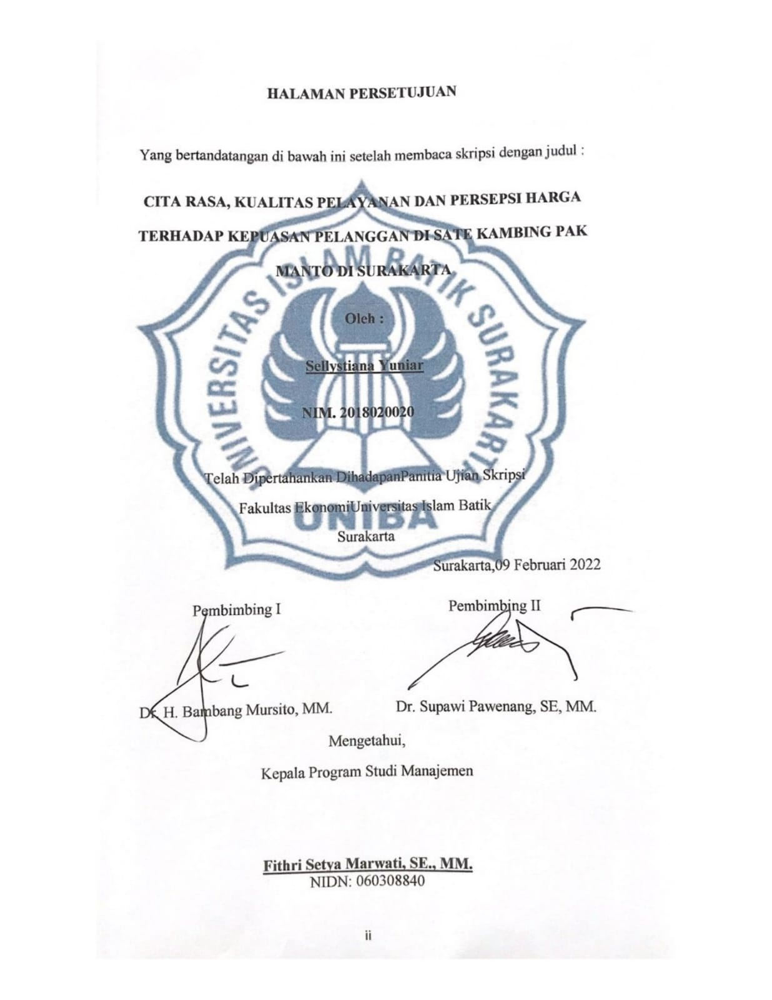 HALAMAN PERSETUJUAN
Yang bertandatangan di bawah ini setelah membaca skripsi dengan judul :
CITA RASA, KUALITAS PELAYANAN DAN PERSEPSI HARGA
TERHADAP KEPUASAN PELANGGAN DI SATE KAMBING PAK
MANTO DI SURAKARTA
UNIVERSITAS ISLAM BATIK SURAKARTA
Oleh :
Sellystiana Yuniar
NIM. 2018020020
Telah Dipertahankan DihadapanPanitia Ujian Skripsi
Fakultas EkonomiUniversitas Islam Batik
UNIBA
Surakarta
Surakarta,09 Februari 2022
Pembimbing I Pembimbing II
Dr. H. Bambang Mursito, MM. Dr. Supawi Pawenang, SE, MM.
Mengetahui,
Kepala Program Studi Manajemen
Fithri Setya Marwati, SE., MM.
NIDN: 060308840
ii